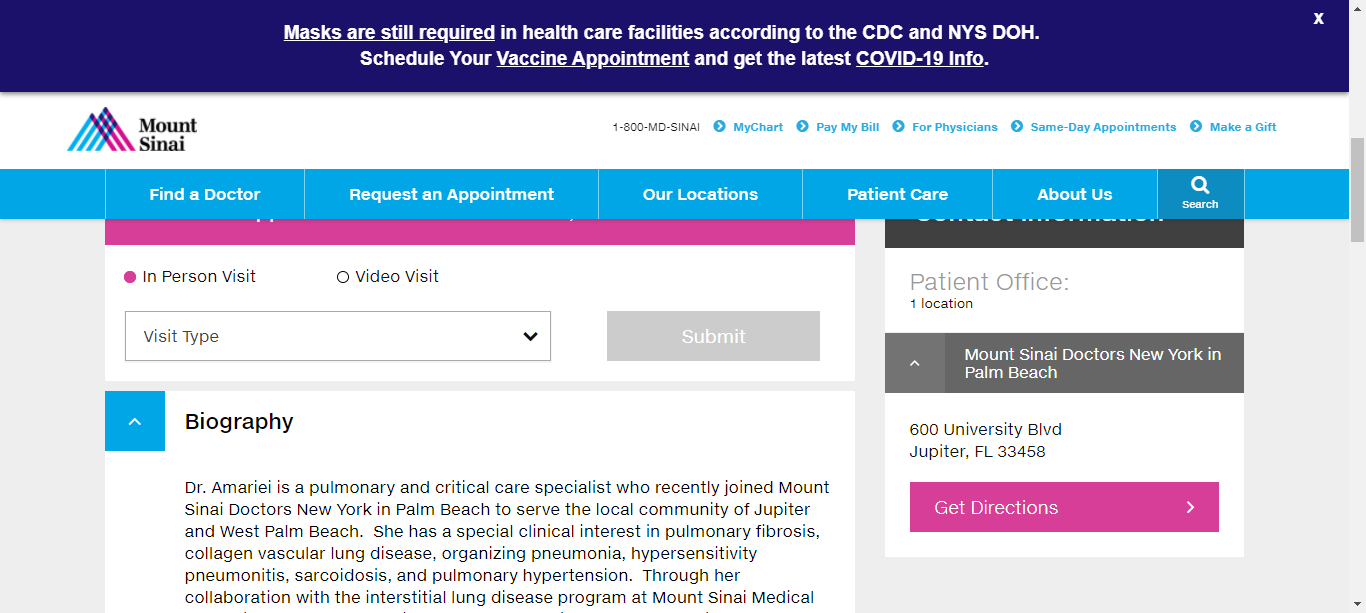 Masks are still required in health care facilities according to the CDC and NYS DOH.
Schedule Your Vaccine Appointment and get the latest COVID-19 Info.
X
Mount
Sinai
1-800-MD-SINAI
MyChart
Pay My Bill
For Physicians
Same-Day Appointments
Make a Gift
Find a Doctor
Request an Appointment
Our Locations
Patient Care
About Us
Search
In Person Visit
Video Visit
Visit Type
Submit
Biography
Dr. Amariei is a pulmonary and critical care specialist who recently joined Mount
Sinai Doctors New York in Palm Beach to serve the local community of Jupiter
and West Palm Beach.  She has a special clinical interest in pulmonary fibrosis,
collagen vascular lung disease, organizing pneumonia, hypersensitivity
pneumonitis, sarcoidosis, and pulmonary hypertension.  Through her
collaboration with the interstitial lung disease program at Mount Sinai Medical
Contact Information
Patient Office:
1 location
Mount Sinai Doctors New York in
Palm Beach
600 University Blvd
Jupiter, FL 33458
Get Directions